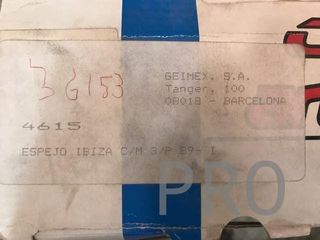 3G153
GEIMEX, S.A.
Tanger, 100
08018 - BARCELONA
4615
ESPEJO IBIZA C/M 3/P 89- I
PRO